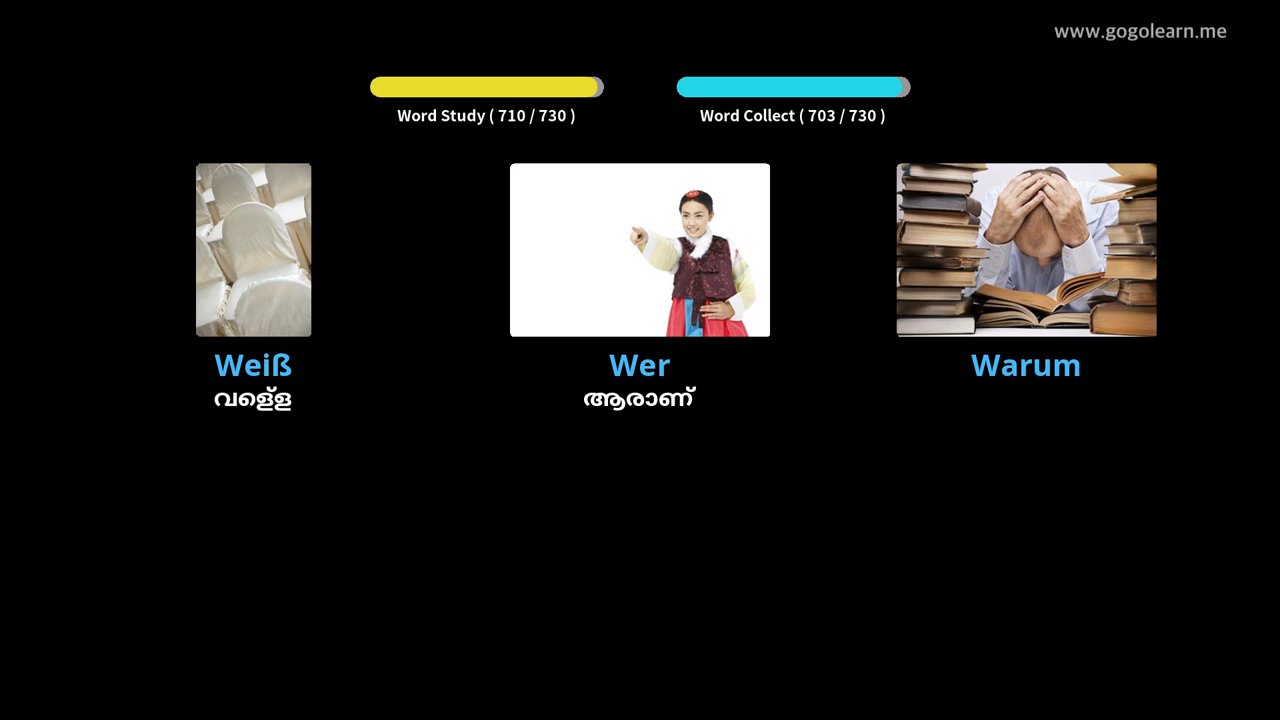 www.gogolearn.me
Word Study ( 710 / 730 )
Word Collect ( 703 / 730 )
Weiß
വെള്ള
Wer
ആരാണ്
Warum